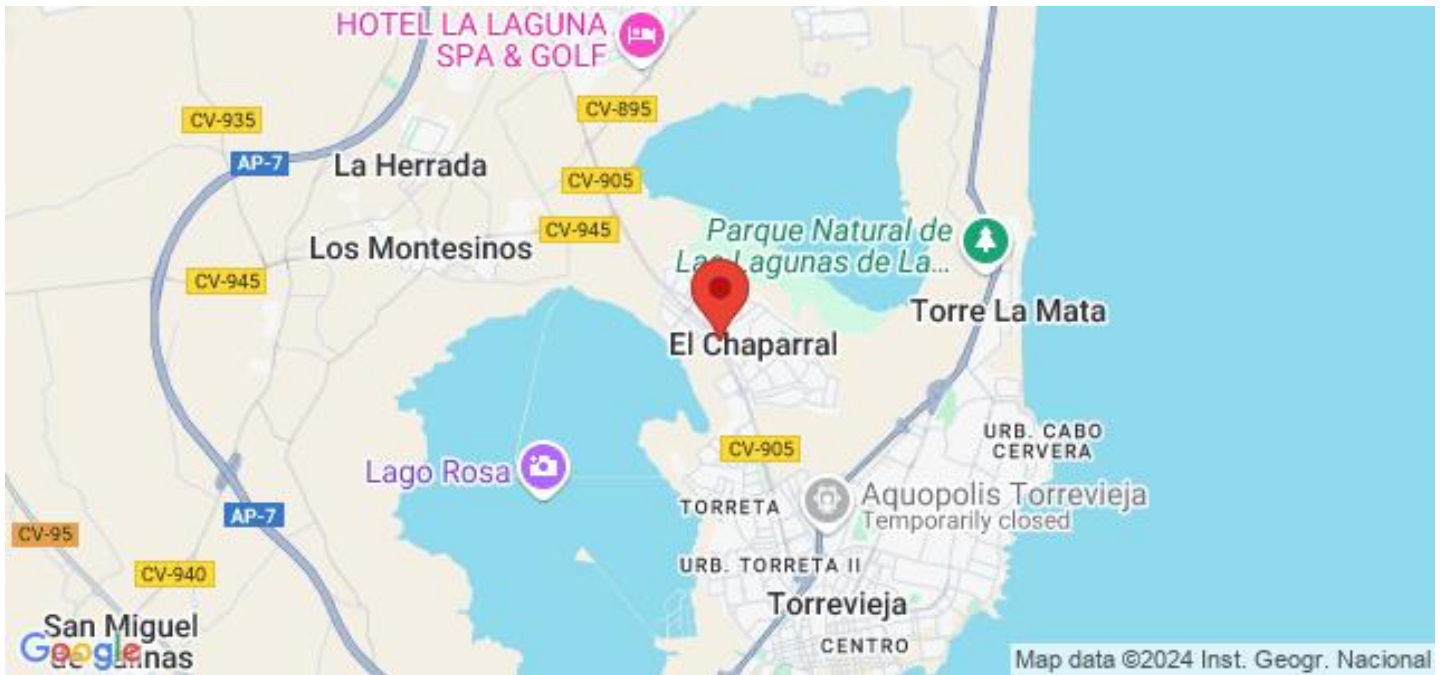 HOTEL LA LAGUNA
SPA & GOLF
CV-895
CV-935
AP-7
La Herrada
CV-905
Los Montesinos
CV-945
Parque Natural de
Las Lagunas de La...
CV-945
Torre La Mata
El Chaparral
URB. CABO
CERVERA
CV-905
Lago Rosa
TORRETA
Aquopolis Torrevieja
Temporarily closed
AP-7
CV-95
URB. TORRETA II
CV-940
Torrevieja
San Miguel
de Salinas
CENTRO
Google
Map data ©2024 Inst. Geogr. Nacional